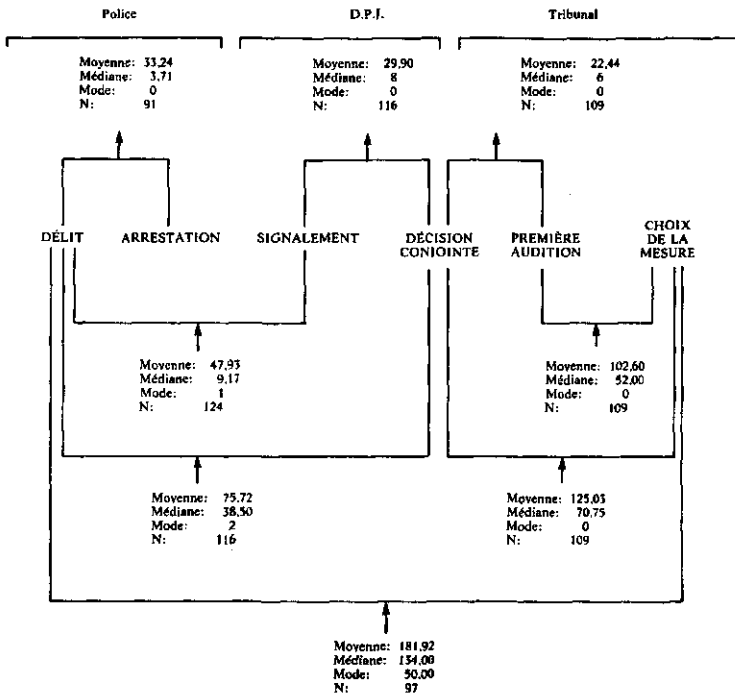 Police D.P.J. Tribunal
Moyenne: 33,24
Médiane: 3,71
Mode: 0
N: 91
Moyenne: 29,90
Médiane: 8
Mode: 0
N: 116
Moyenne: 22,44
Médiane: 6
Mode: 0
N: 109
DÉLIT ARRESTATION SIGNALEMENT
DÉCISION
CONJOINTE
PREMIÈRE
AUDITION
CHOIX
DE LA
MESURE
Moyenne: 47,93
Médiane: 9,17
Mode: 1
N: 124
Moyenne: 102,60
Médiane: 52,00
Mode: 0
N: 109
Moyenne: 75,72
Médiane: 38,50
Mode: 2
N: 116
Moyenne: 125,03
Médiane: 70,75
Mode: 0
N: 109
Moyenne: 181,92
Médiane: 134,00
Mode: 50,00
N: 97